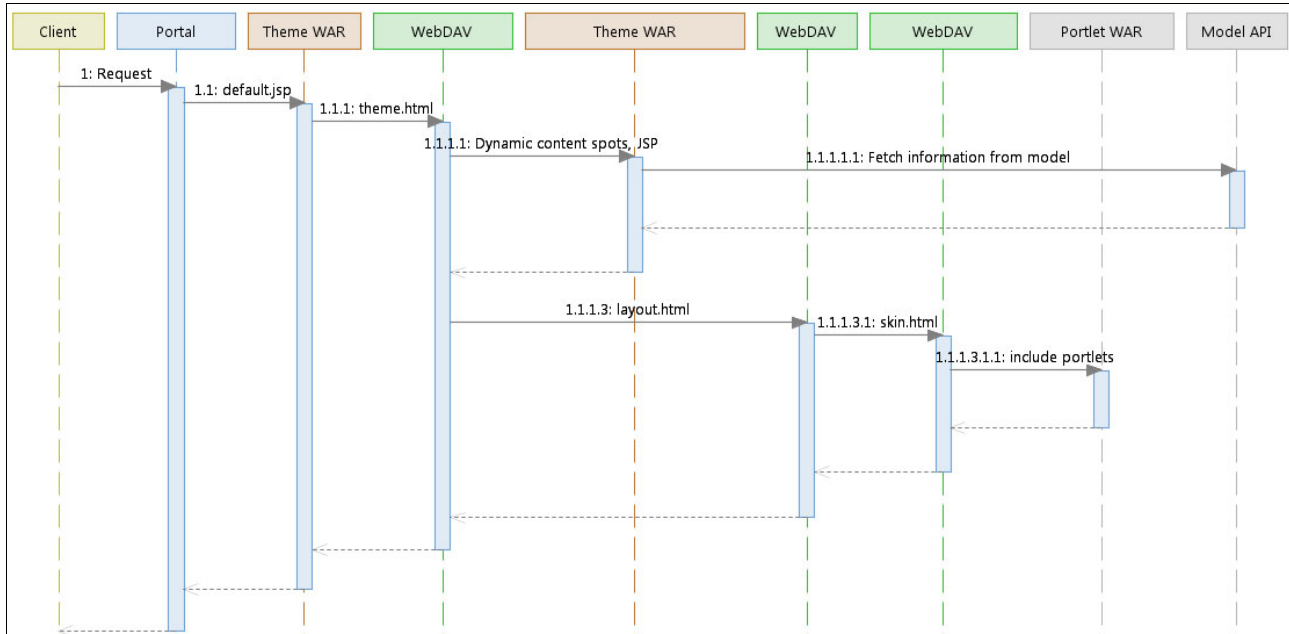 Client
Portal
Theme WAR
WebDAV
Theme WAR
WebDAV
WebDAV
Portlet WAR
Model API
1: Request
1.1: default.jsp
1.1.1: theme.html
1.1.1.1: Dynamic content spots, JSP
1.1.1.1.1: Fetch information from model
1.1.1.3: layout.html
1.1.1.3.1: skin.html
1.1.1.3.1.1: include portlets